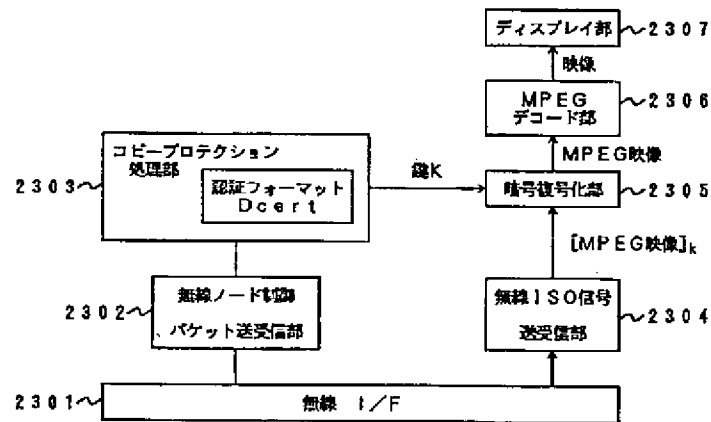 ディスプレイ部
2307
映像
MPEG
デコード部
2306
MPEG映像
コピープロテクション
処理部
認証フォーマット
Dcert
2303
鍵K
暗号復号化部
2305
[MPEG映像]k
無線ノード制御
、パケット送受信部
2302
無線ISO信号
送受信部
2304
2301
無線 I/F